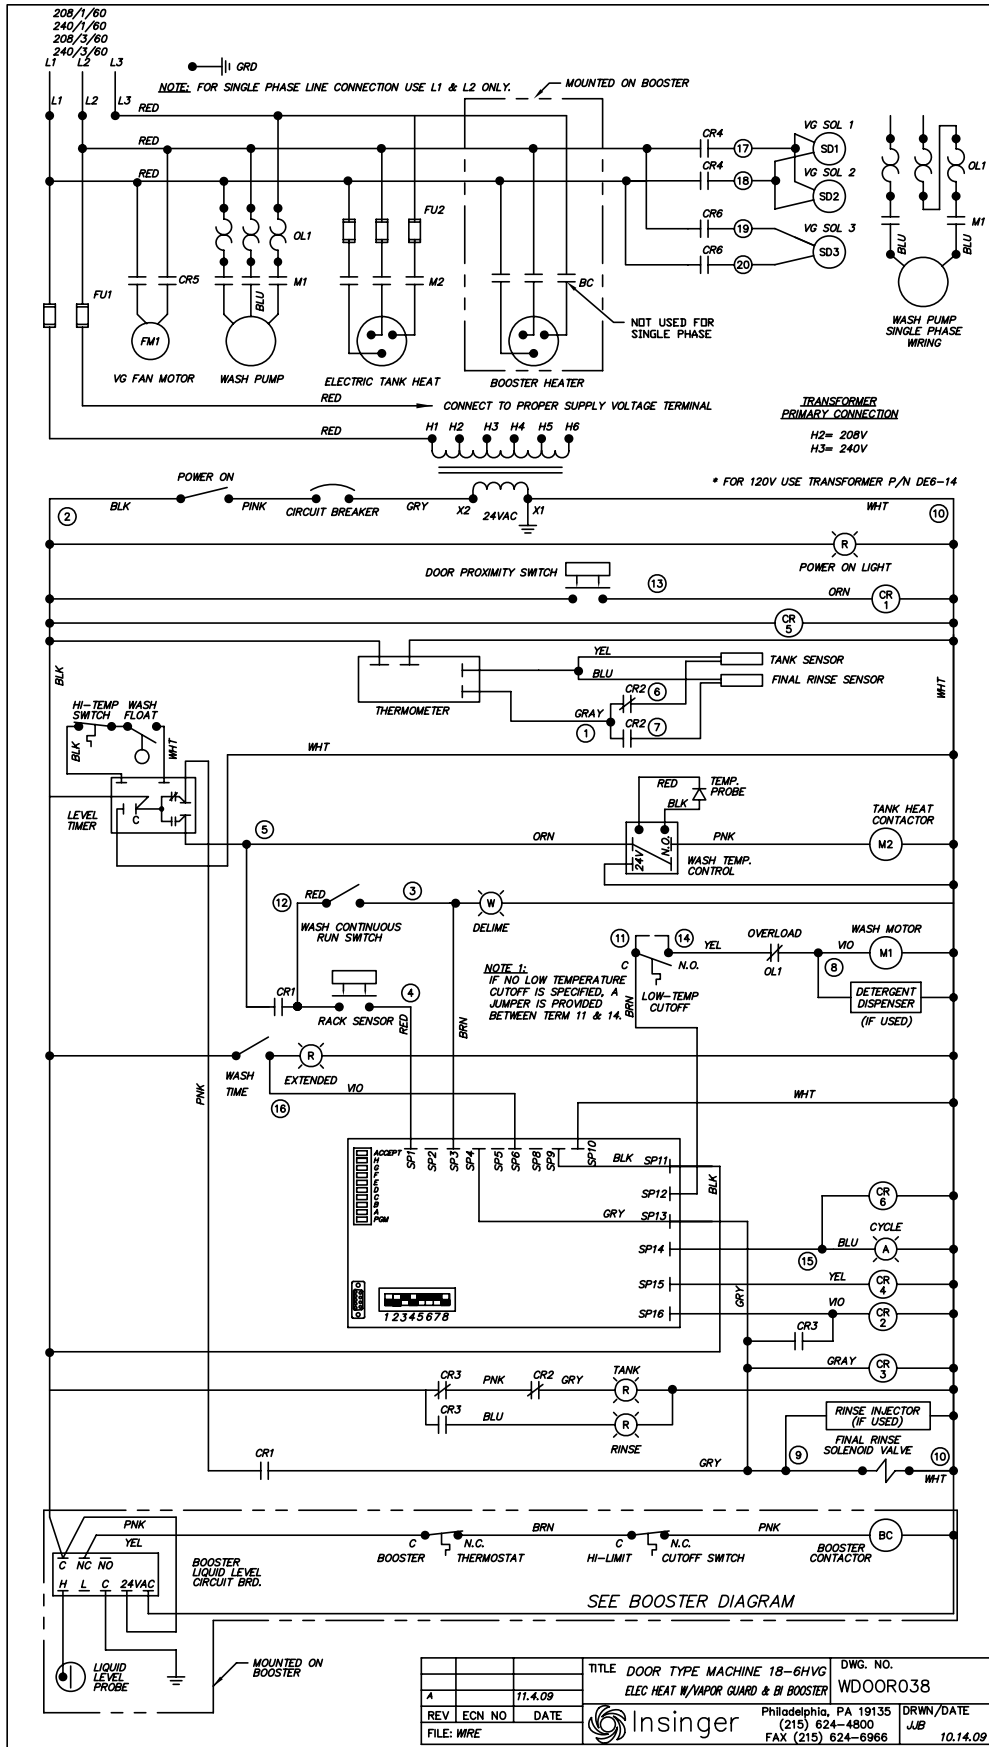 208/1/60
240/1/60
208/3/60
240/3/60
L1 L2 L3
GRD
NOTE: FOR SINGLE PHASE LINE CONNECTION USE L1 & L2 ONLY.
MOUNTED ON BOOSTER
L1 L2 L3
RED
RED
RED
CR4 17 VG SOL 1
SD1
CR4 18 VG SOL 2
SD2
CR6 19 VG SOL 3
CR6 20 SD3
OL1
M1
BLU BLU
WASH PUMP
SINGLE PHASE
WIRING
FU2
OL1
FU1
CR5
M1
BLU
M2
BC
NOT USED FOR
SINGLE PHASE
FM1
VG FAN MOTOR
WASH PUMP
ELECTRIC TANK HEAT
BOOSTER HEATER
RED
CONNECT TO PROPER SUPPLY VOLTAGE TERMINAL
RED
H1 H2 H3 H4 H5 H6
TRANSFORMER
PRIMARY CONNECTION
H2= 208V
H3= 240V
* FOR 120V USE TRANSFORMER P/N DE6-14
POWER ON
2 BLK PINK CIRCUIT BREAKER GRY X2 24VAC X1 WHT 10
R
POWER ON LIGHT
DOOR PROXIMITY SWITCH
13 ORN CR 1
CR 5
BLK
WHT
THERMOMETER
YEL
BLU
TANK SENSOR
FINAL RINSE SENSOR
CR2 6
GRAY
1
CR2 7
HI-TEMP SWITCH
WASH FLOAT
BLK WHT
WHT
LEVEL TIMER
C
5
ORN
RED
BLK
TEMP. PROBE
24V N.O.
WASH TEMP. CONTROL
PNK
TANK HEAT CONTACTOR
M2
12 RED 3
WASH CONTINUOUS
RUN SWITCH
W
DELIME
NOTE 1:
IF NO LOW TEMPERATURE
CUTOFF IS SPECIFIED, A
JUMPER IS PROVIDED
BETWEEN TERM 11 & 14.
11 14
C N.O.
LOW-TEMP
CUTOFF
BRN
YEL
OVERLOAD
OL1
VIO
8
WASH MOTOR
M1
DETERGENT
DISPENSER
(IF USED)
CR1
RACK SENSOR
4
RED
BRN
WASH
TIME
R
EXTENDED
VIO
16
PNK
WHT
ACCEPT
H
G
F
E
D
C
B
A
PGM
SP1 SP2 SP3 SP4 SP5 SP6 SP8 SP9 SP10
BLK SP11
BLK
SP12
GRY SP13
SP14
SP15
SP16
1 2 3 4 5 6 7 8
CR 6
CYCLE
15 BLU A
YEL CR 4
VIO CR 2
GRY
CR3
GRAY CR 3
CR3 PNK CR2 GRY TANK
R
CR3 BLU R
RINSE
RINSE INJECTOR
(IF USED)
FINAL RINSE
SOLENOID VALVE
CR1 GRY 9 10
WHT
PNK
YEL
C NC NO
H L C 24VAC
BOOSTER
LIQUID LEVEL
CIRCUIT BRD.
C N.C.
BOOSTER THERMOSTAT
BRN
C N.C.
HI-LIMIT CUTOFF SWITCH
PNK
BC
BOOSTER
CONTACTOR
SEE BOOSTER DIAGRAM
LIQUID
LEVEL
PROBE
MOUNTED ON
BOOSTER
TITLE DOOR TYPE MACHINE 18-6HVG
ELEC HEAT W/VAPOR GUARD & BI BOOSTER
DWG. NO.
WDOOR038
A 11.4.09
REV ECN NO DATE
FILE: WIRE
Insinger
Philadelphia, PA 19135
(215) 624-4800
FAX (215) 624-6966
DRWN/DATE
JJB
10.14.09